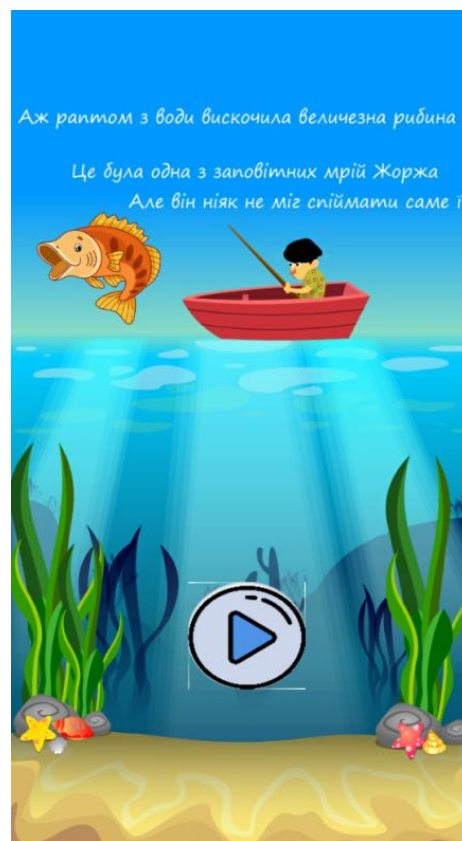 Аж раптом з води вискочила величезна рибина
Це була одна з заповітних мрій Жоржа
Але він ніяк не міг спіймати саме